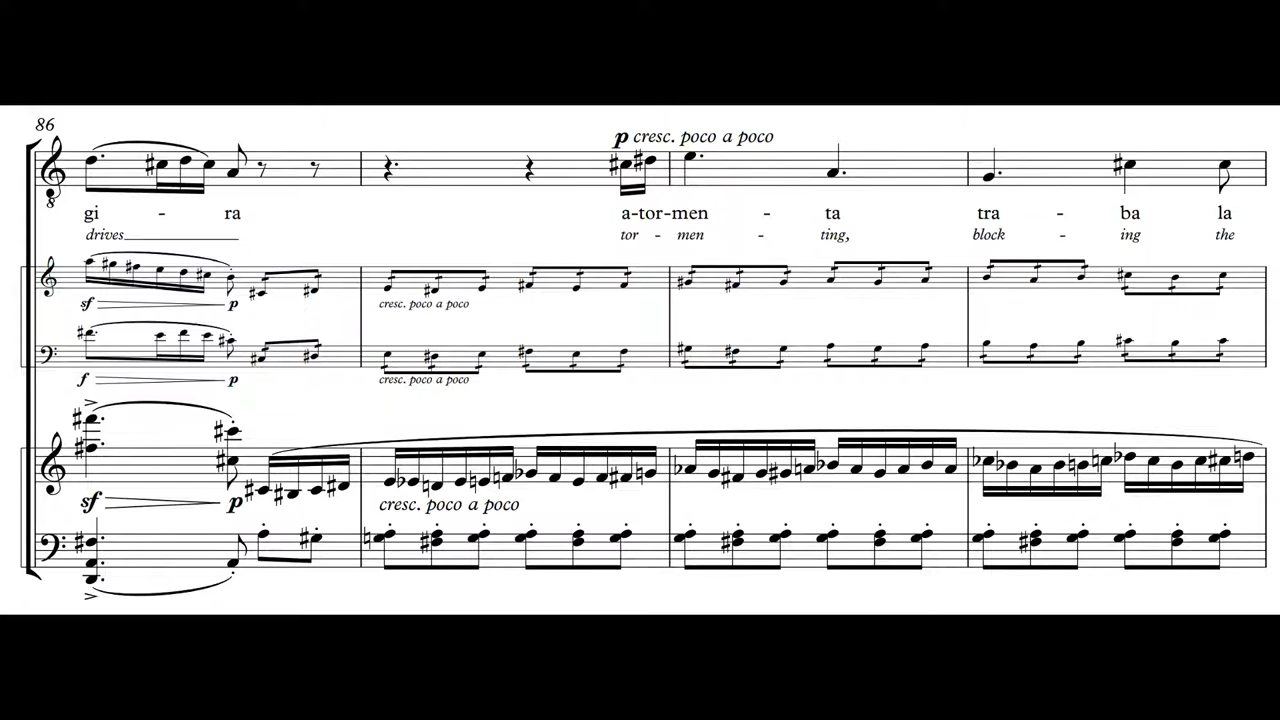 86
p cresc. poco a poco
gi - ra a-tor-men - ta tra - ba la
drives tor - men - ting, block - ing the
sf p cresc. poco a poco
f p cresc. poco a poco
sf p cresc. poco a poco